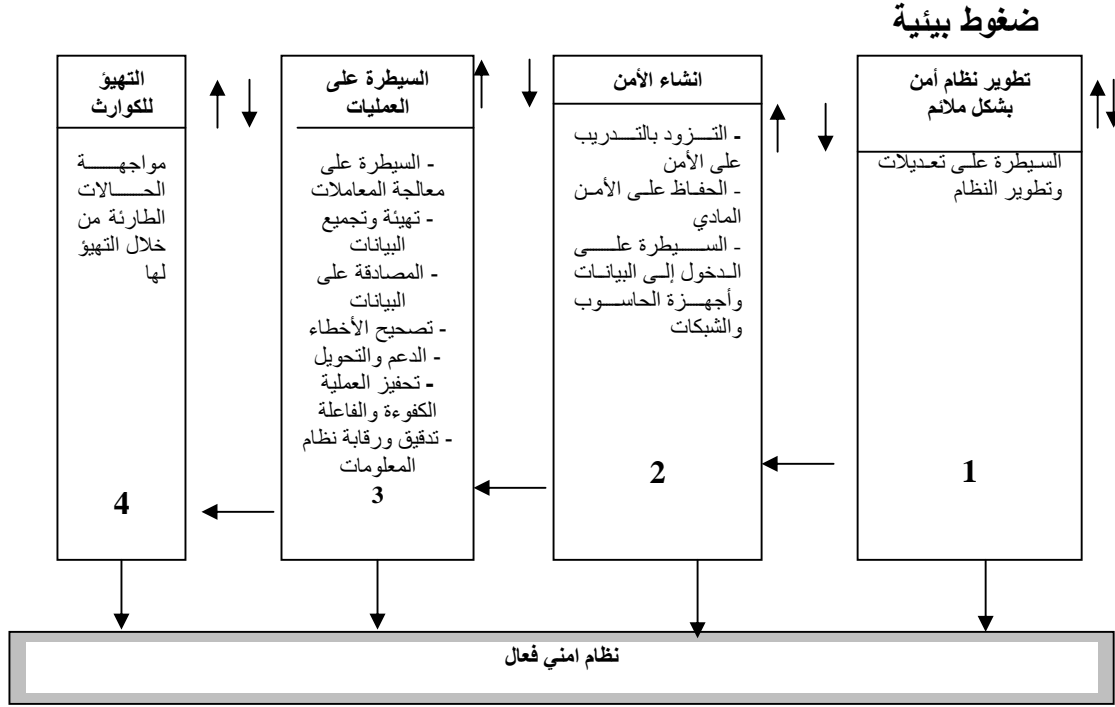 ضغوط بيئية
تطوير نظام أمن
بشكل ملائم
السيطرة على تعديلات
وتطوير النظام
1
انشاء الأمن
- التزود بالتدريب
على الأمن
- الحفاظ على الأمن
المادي
- السيطرة على
الدخول إلى البيانات
وأجهزة الحاسوب
والشبكات
2
السيطرة على
العمليات
- السيطرة على
معالجة المعاملات
- تهيئة وتجميع
البيانات
- المصادقة على
البيانات
- تصحيح الأخطاء
- الدعم والتحويل
- تحفيز العملية
الكفوءة والفاعلة
- تدقيق ورقابة نظام
المعلومات
3
التهيؤ
للكوارث
مواجهة
الحالات
الطارئة من
خلال التهيؤ
لها
4
نظام امني فعال